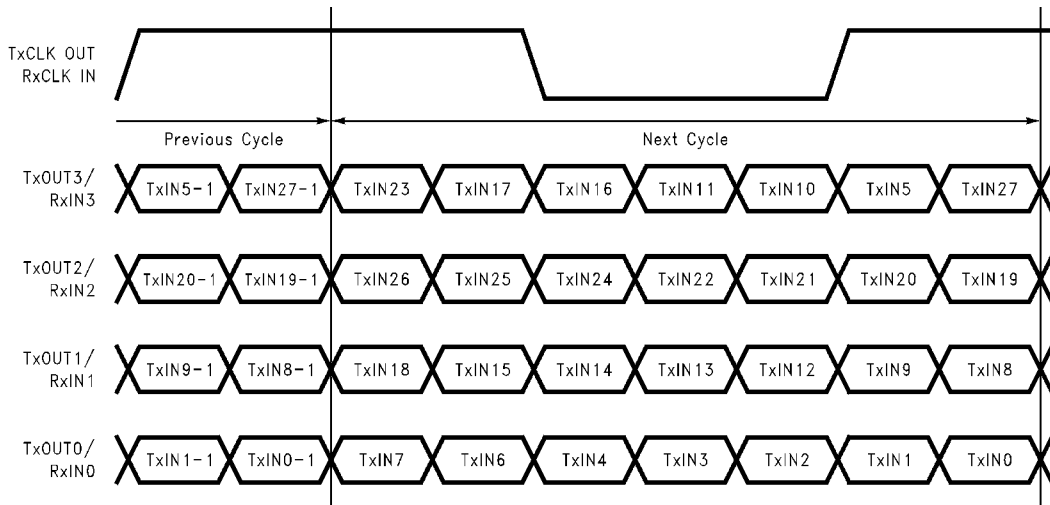 TxCLK OUT
RxCLK IN
Previous Cycle
Next Cycle
TxOUT3/
RxIN3
TxIN5-1 TxIN27-1 TxIN23 TxIN17 TxIN16 TxIN11 TxIN10 TxIN5 TxIN27
TxOUT2/
RxIN2
TxIN20-1 TxIN19-1 TxIN26 TxIN25 TxIN24 TxIN22 TxIN21 TxIN20 TxIN19
TxOUT1/
RxIN1
TxIN9-1 TxIN8-1 TxIN18 TxIN15 TxIN14 TxIN13 TxIN12 TxIN9 TxIN8
TxOUT0/
RxIN0
TxIN1-1 TxIN0-1 TxIN7 TxIN6 TxIN4 TxIN3 TxIN2 TxIN1 TxIN0